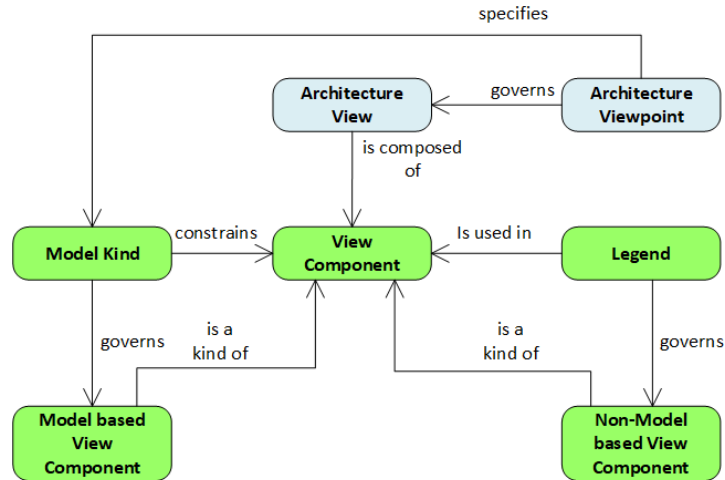 specifies
Architecture
View
governs
Architecture
Viewpoint
is composed
of
Model Kind
constrains
View
Component
Is used in
Legend
governs
is a
kind of
is a
kind of
governs
Model based
View
Component
Non-Model
based View
Component